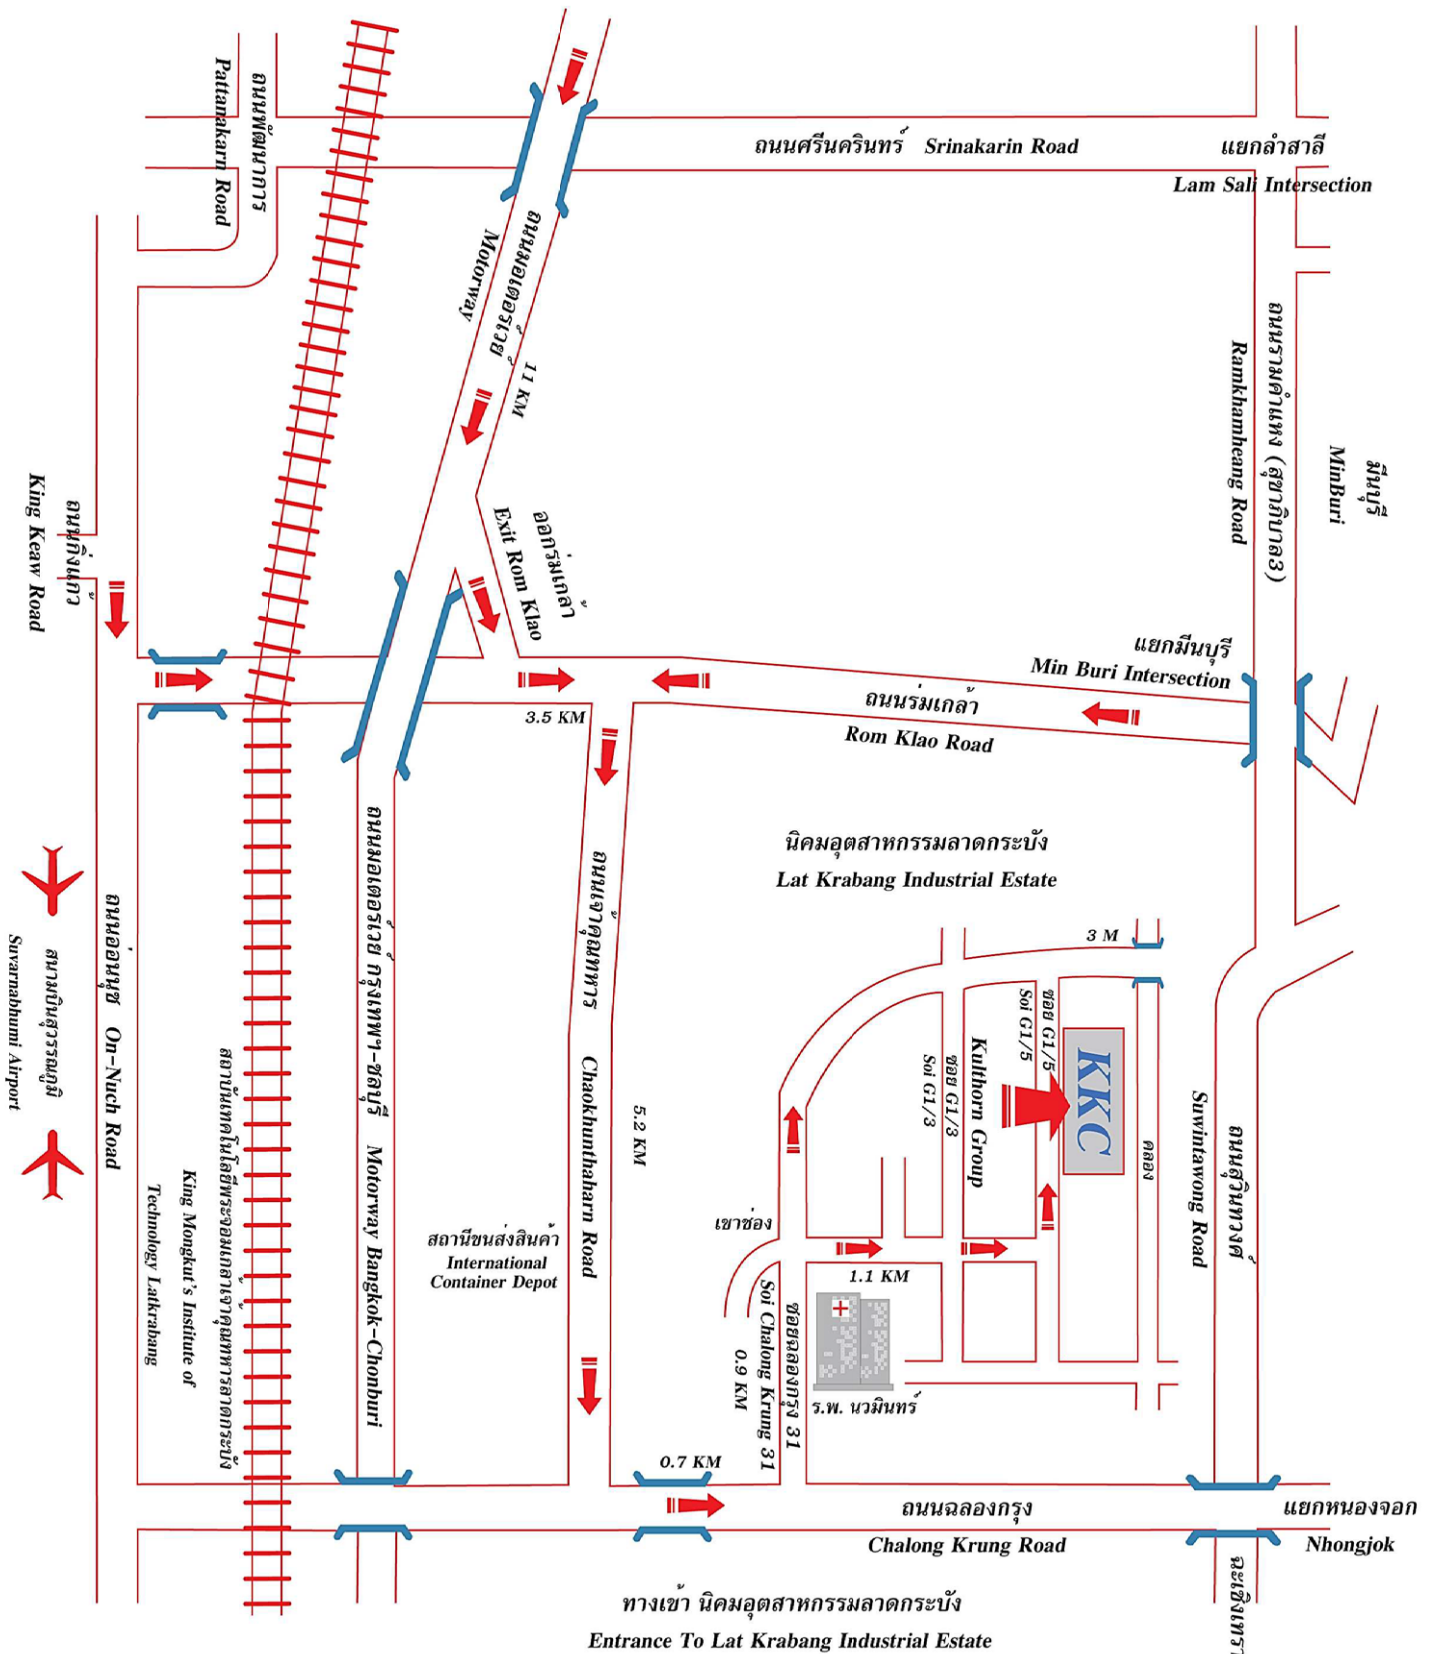 ถนนพัฒนาการ
Pattanakarn Road
ถนนศรีนครินทร์ Srinakarin Road
แยกลำสาลี
Lam Sali Intersection
ถนนมอเตอร์เวย์
Motorway
11 KM
ถนนรามคำแหง (สุขาภิบาล3)
Ramkhamheang Road
มีนบุรี
MinBuri
ถนนกิ่งแก้ว
King Keaw Road
ออกร่มเกล้า
Exit Rom Klao
แยกมีนบุรี
Min Buri Intersection
3.5 KM
ถนนร่มเกล้า
Rom Klao Road
นิคมอุตสาหกรรมลาดกระบัง
Lat Krabang Industrial Estate
สนามบินสุวรรณภูมิ
Suvarnabhumi Airport
ถนนอ่อนนุช On-Nuch Road
สถาบันเทคโนโลยีพระจอมเกล้าเจ้าคุณทหารลาดกระบัง
King Mongkut's Institute of
Technology Latkrabang
ถนนมอเตอร์เวย์ กรุงเทพฯ-ชลบุรี Motorway Bangkok-Chonburi
ถนนเจ้าคุณทหาร Chaokhunthaharn Road
5.2 KM
3 M
ซอย G1/5
Soi G1/5
KKC
Kulthorn Group
ซอย G1/3
Soi G1/3
คลอง
ถนนสุวินทวงศ์
Suwintawong Road
สถานีขนส่งสินค้า
International
Container Depot
เขาช่อง
1.1 KM
ซอยฉลองกรุง 31
Soi Chalong Krung 31
0.9 KM
ร.พ. นวมินทร์
0.7 KM
ถนนฉลองกรุง
Chalong Krung Road
แยกหนองจอก
Nhongjok
ฉะเชิงเทรา
ทางเข้า นิคมอุตสาหกรรมลาดกระบัง
Entrance To Lat Krabang Industrial Estate